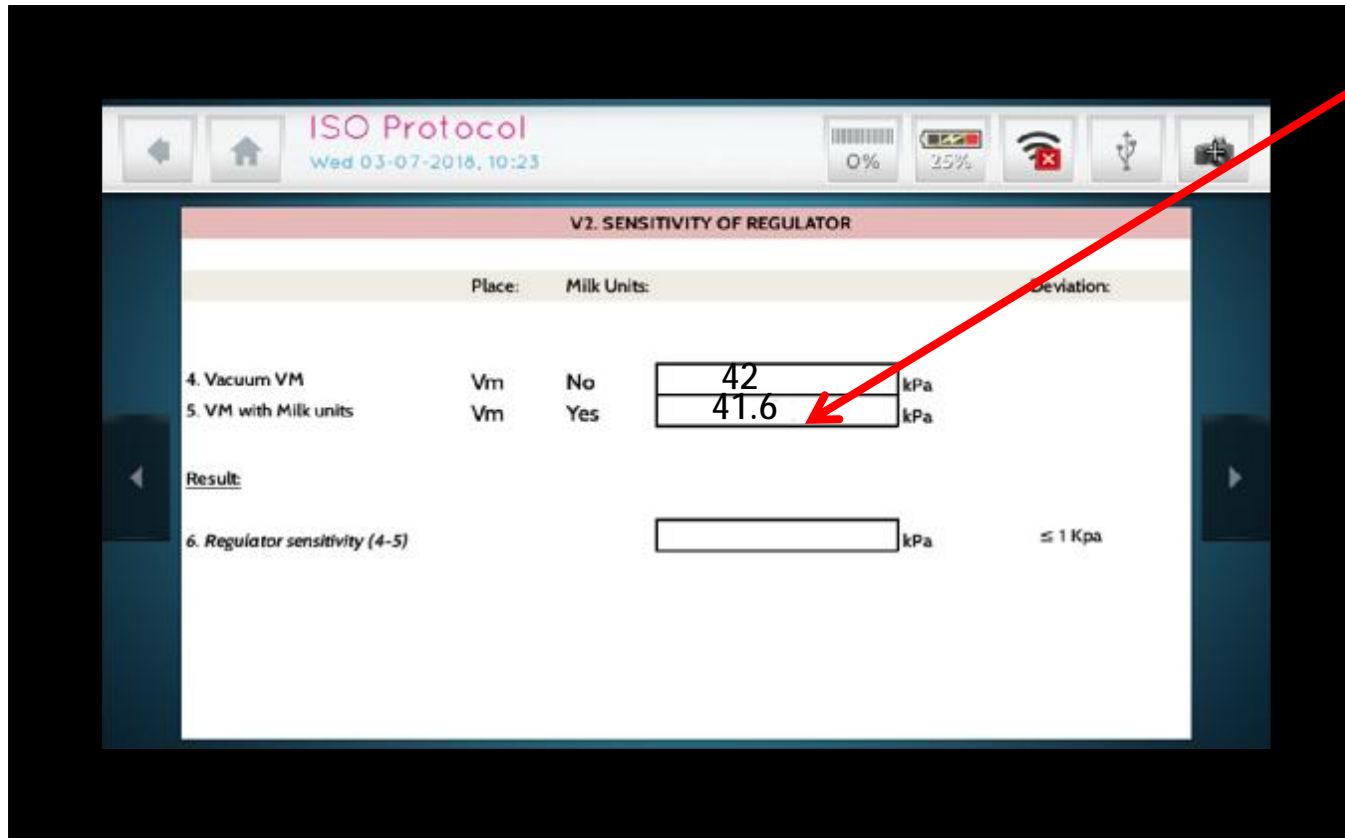 ISO Protocol
Wed 03-07-2018, 10:23
0%
25%
V2. SENSITIVITY OF REGULATOR
Place: Milk Units: Deviation:
4. Vacuum VM Vm No 42 kPa
5. VM with Milk units Vm Yes 41.6 kPa
Result:
6. Regulator sensitivity (4-5) kPa ≤ 1 Kpa